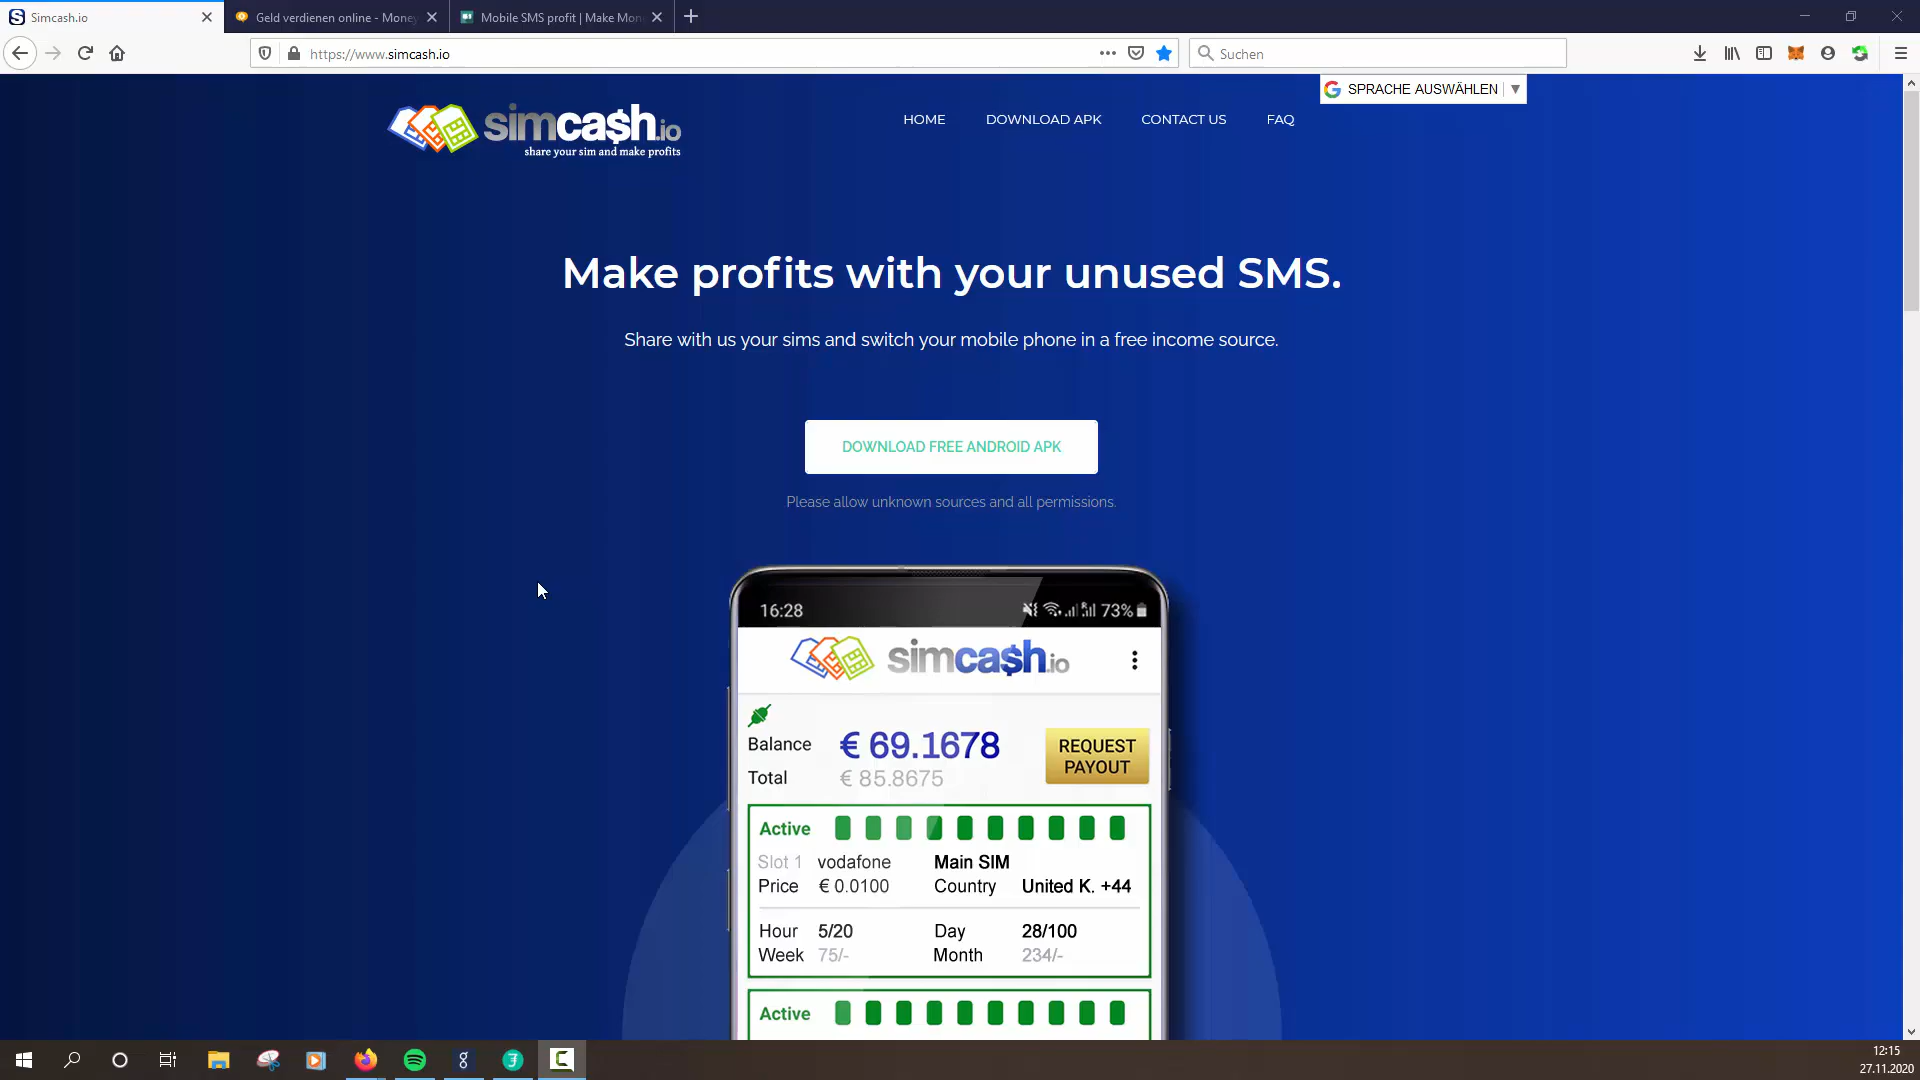 Simcash.io
Geld verdienen online - Money
Mobile SMS profit | Make Mon
https://www.simcash.io
Suchen
SPRACHE AUSWÄHLEN
simca$h.io
share your sim and make profits
HOME
DOWNLOAD APK
CONTACT US
FAQ
Make profits with your unused SMS.
Share with us your sims and switch your mobile phone in a free income source.
DOWNLOAD FREE ANDROID APK
Please allow unknown sources and all permissions.
16:28
73%
simca$h.io
Balance € 69.1678
REQUEST PAYOUT
Total € 85.8675
Active
Slot 1 vodafone Main SIM
Price € 0.0100 Country United K. +44
Hour 5/20 Day 28/100
Week 75/- Month 234/-
Active
12:15
27.11.2020